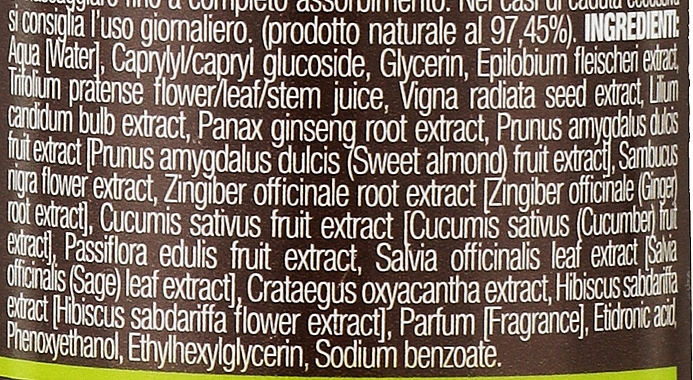 massaggiare fino a completo assorbimento. Nei casi di caduta
si consiglia l'uso giornaliero. (prodotto naturale al 97,45%). INGREDIENTI:
Aqua [Water], Caprylyl/capryl glucoside, Glycerin, Epilobium fleischeri extract,
Trifolium pratense flower/leaf/stem juice, Vigna radiata seed extract, Lilium
candidum bulb extract, Panax ginseng root extract, Prunus amygdalus dulcis
fruit extract [Prunus amygdalus dulcis (Sweet almond) fruit extract], Sambucus
nigra flower extract, Zingiber officinale root extract [Zingiber officinale (Ginger)
root extract], Cucumis sativus fruit extract [Cucumis sativus (Cucumber) fruit
extract], Passiflora edulis fruit extract, Salvia officinalis leaf extract [Salvia
officinalis (Sage) leaf extract], Crataegus oxyacantha extract, Hibiscus sabdariffa
extract [Hibiscus sabdariffa flower extract], Parfum [Fragrance], Etidronic acid,
Phenoxyethanol, Ethylhexylglycerin, Sodium benzoate.